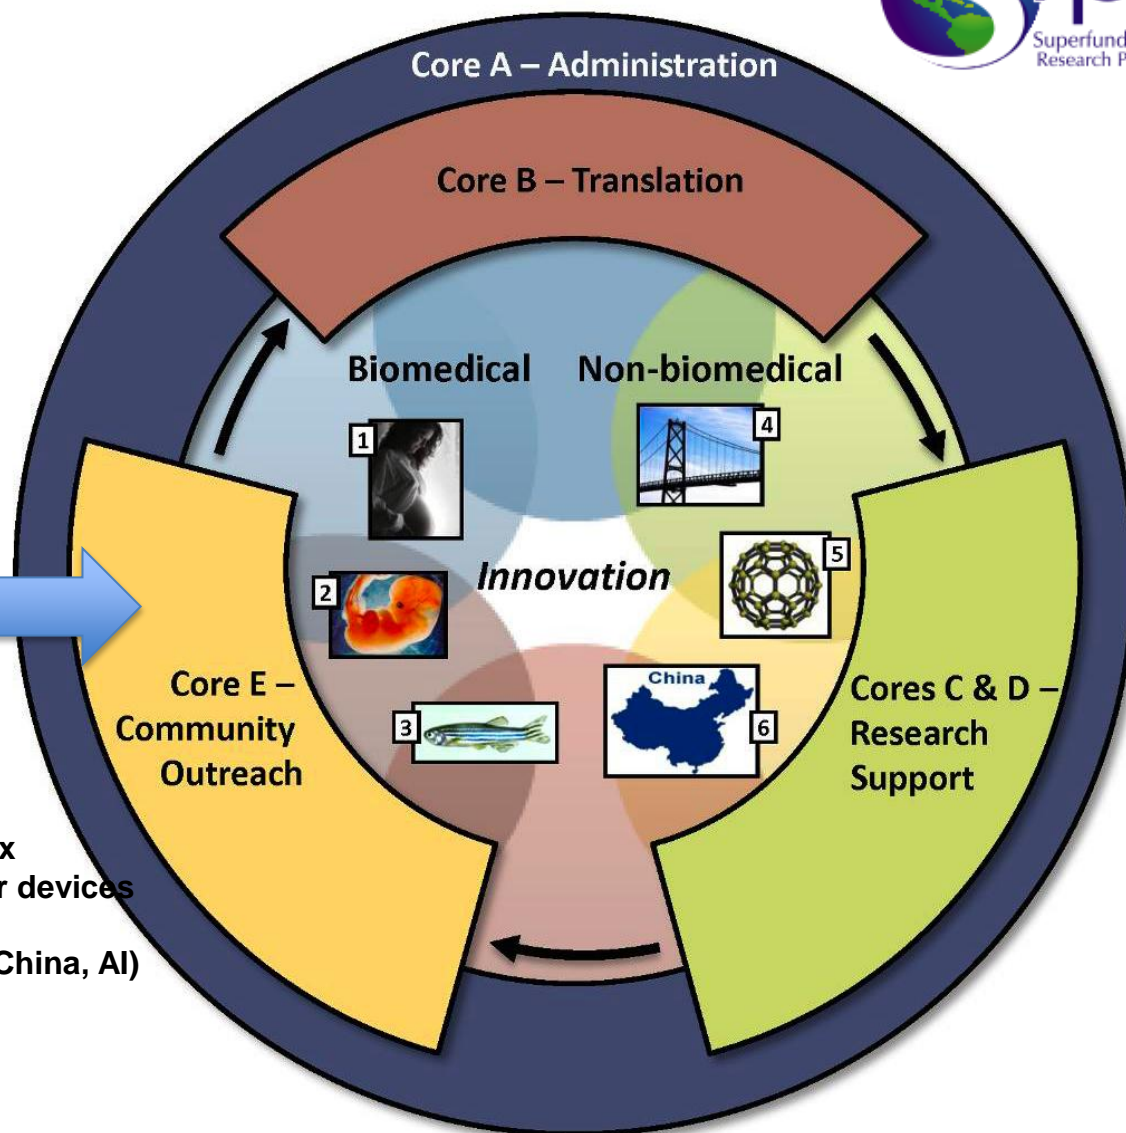 Superfund
Research P
Core A – Administration
Core B – Translation
Biomedical
Non-biomedical
1
4
5
Innovation
2
China
Core E –
Community
Outreach
3
6
Cores C & D –
Research
Support
x
r devices
China, AI)